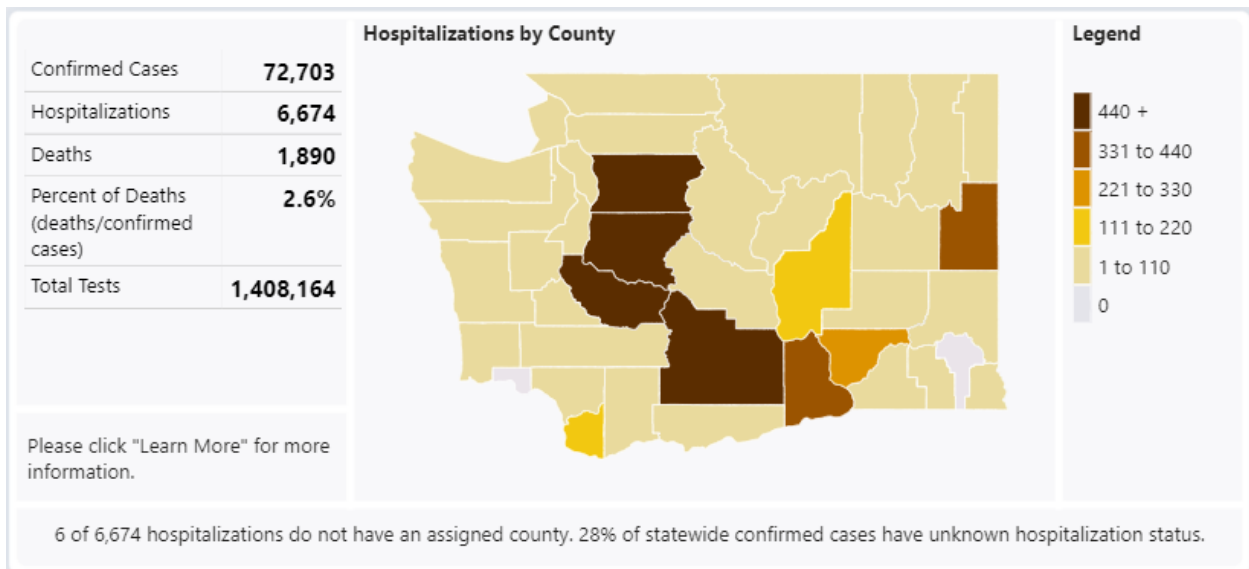 Confirmed Cases 72,703
Hospitalizations 6,674
Deaths 1,890
Percent of Deaths 2.6%
(deaths/confirmed
cases)
Total Tests 1,408,164
Please click "Learn More" for more
information.
Hospitalizations by County
Legend
440 +
331 to 440
221 to 330
111 to 220
1 to 110
0
6 of 6,674 hospitalizations do not have an assigned county. 28% of statewide confirmed cases have unknown hospitalization status.